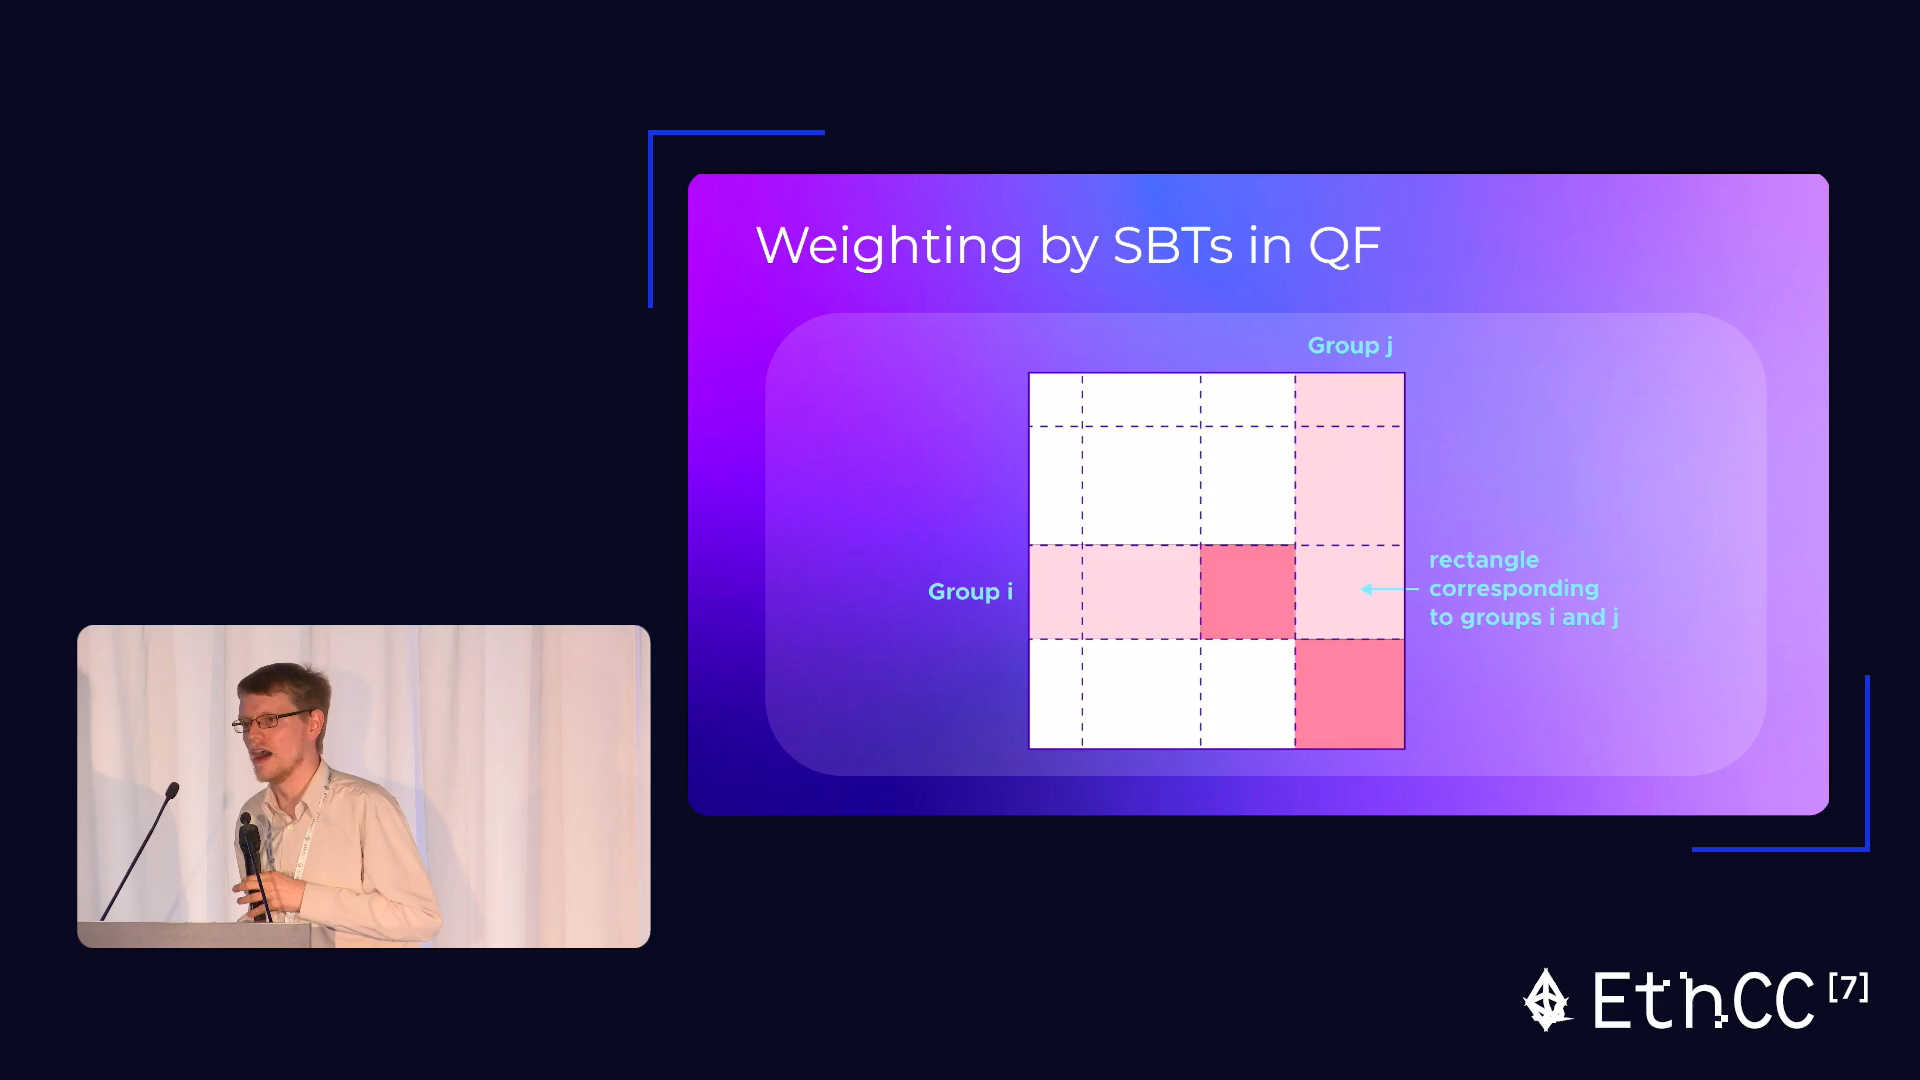 Weighting by SBTs in QF
Group j
Group i
rectangle
corresponding
to groups i and j
EthCC[7]